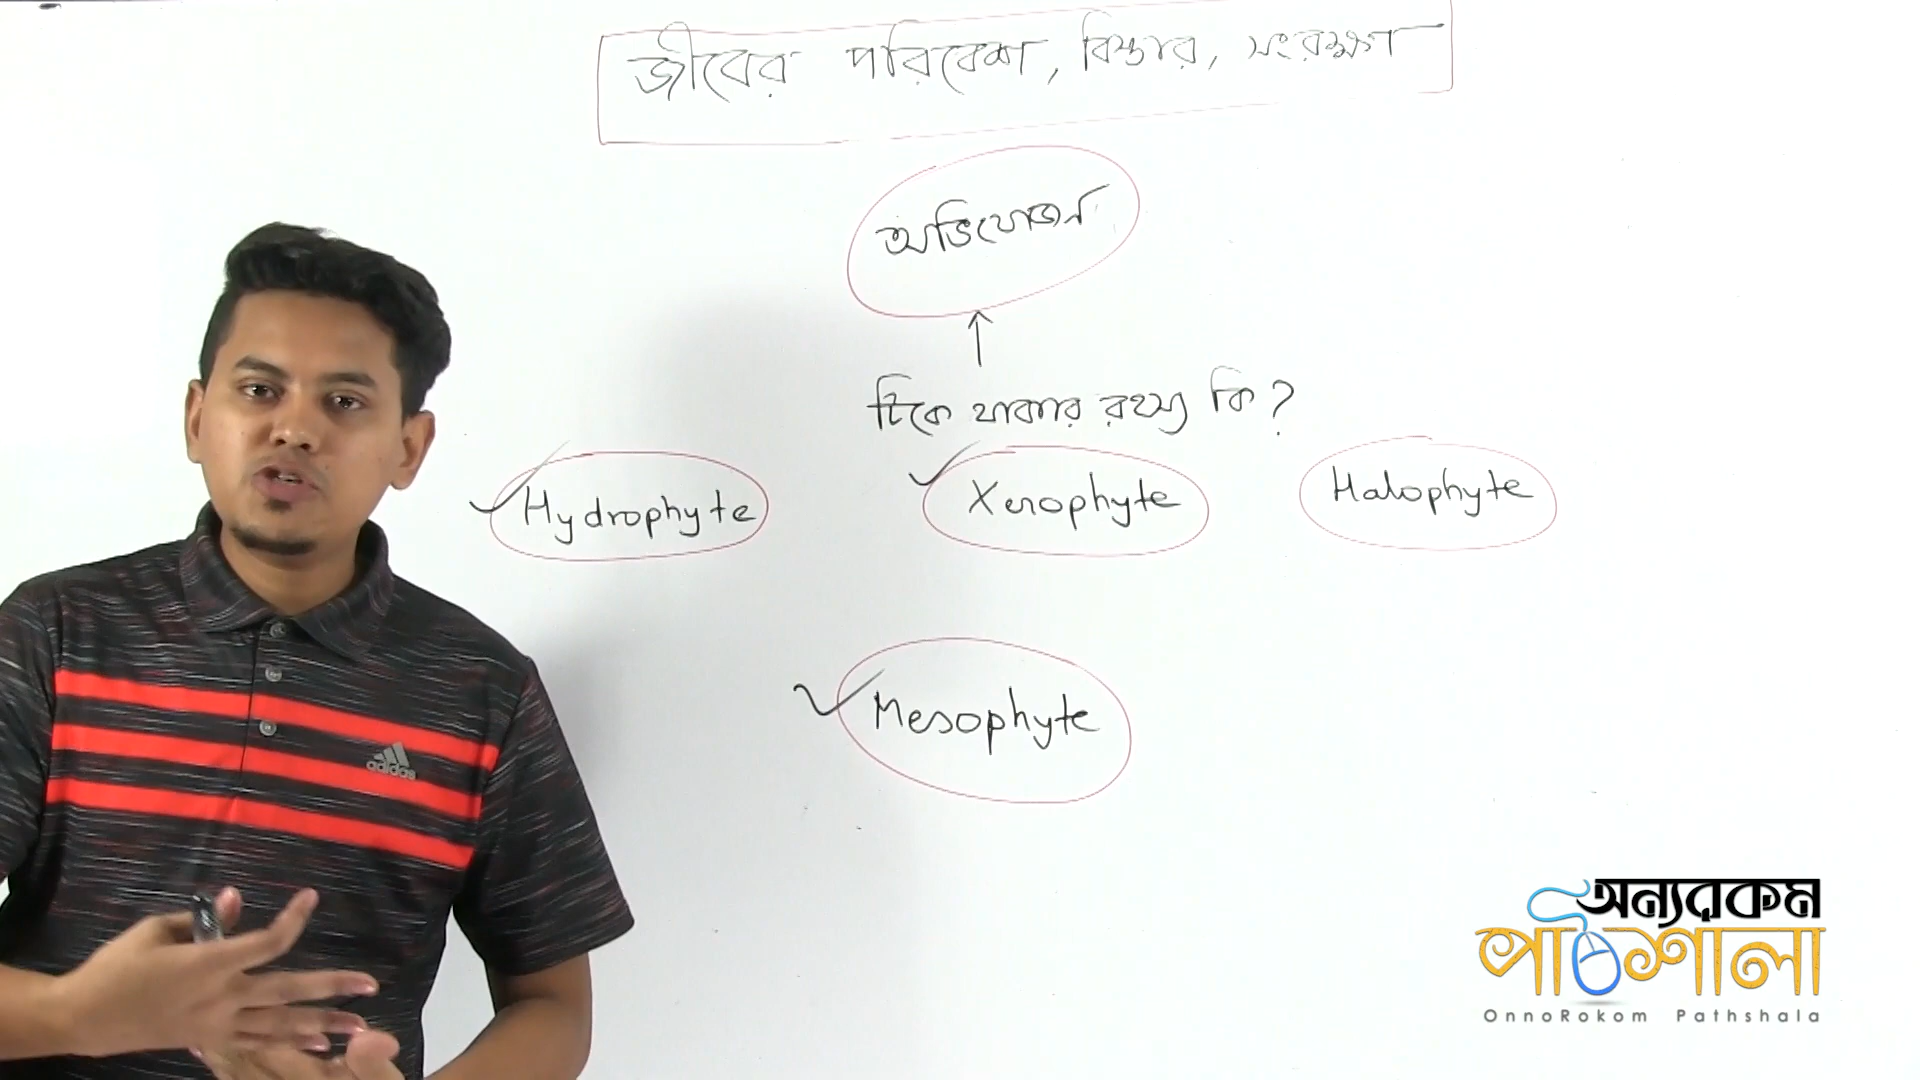 জীবের পরিবেশ, বিস্তার, সংরক্ষণ
অভিযোজন
টিকে থাকার রহস্য কি?
Hydrophyte Xerophyte Halophyte
Mesophyte
adidas
অন্যরকম
পাঠশালা
OnnoRokom Pathshala